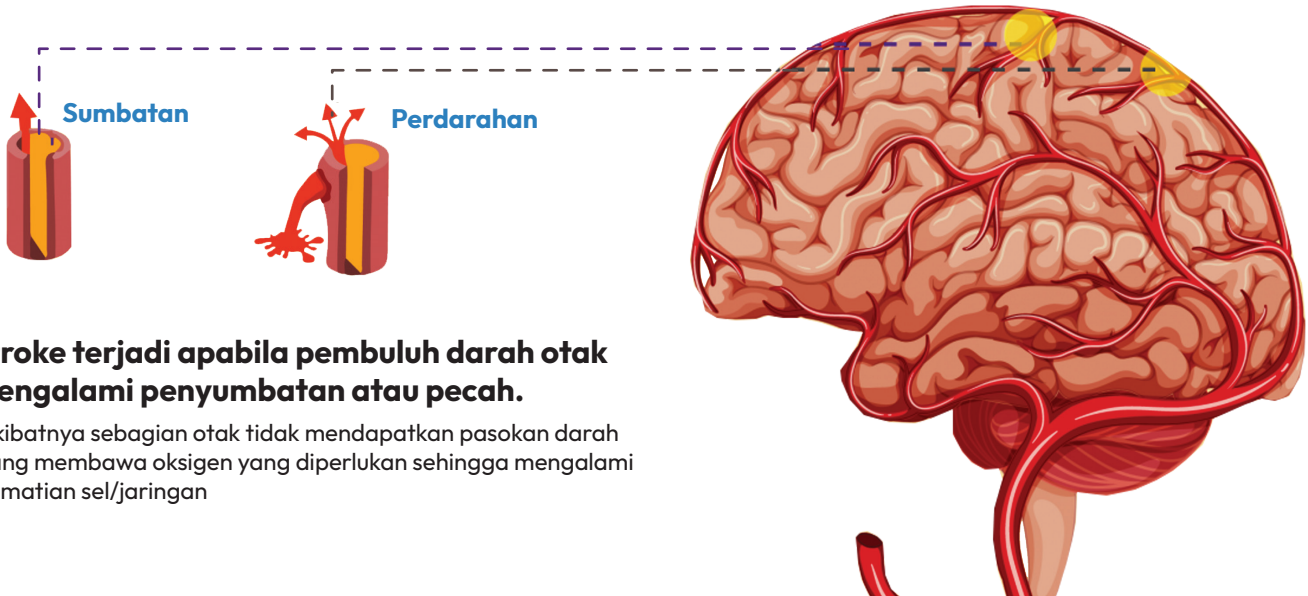 Sumbatan
Perdarahan
roke terjadi apabila pembuluh darah otak
engalami penyumbatan atau pecah.
kibatnya sebagian otak tidak mendapatkan pasokan darah
ang membawa oksigen yang diperlukan sehingga mengalami
matian sel/jaringan